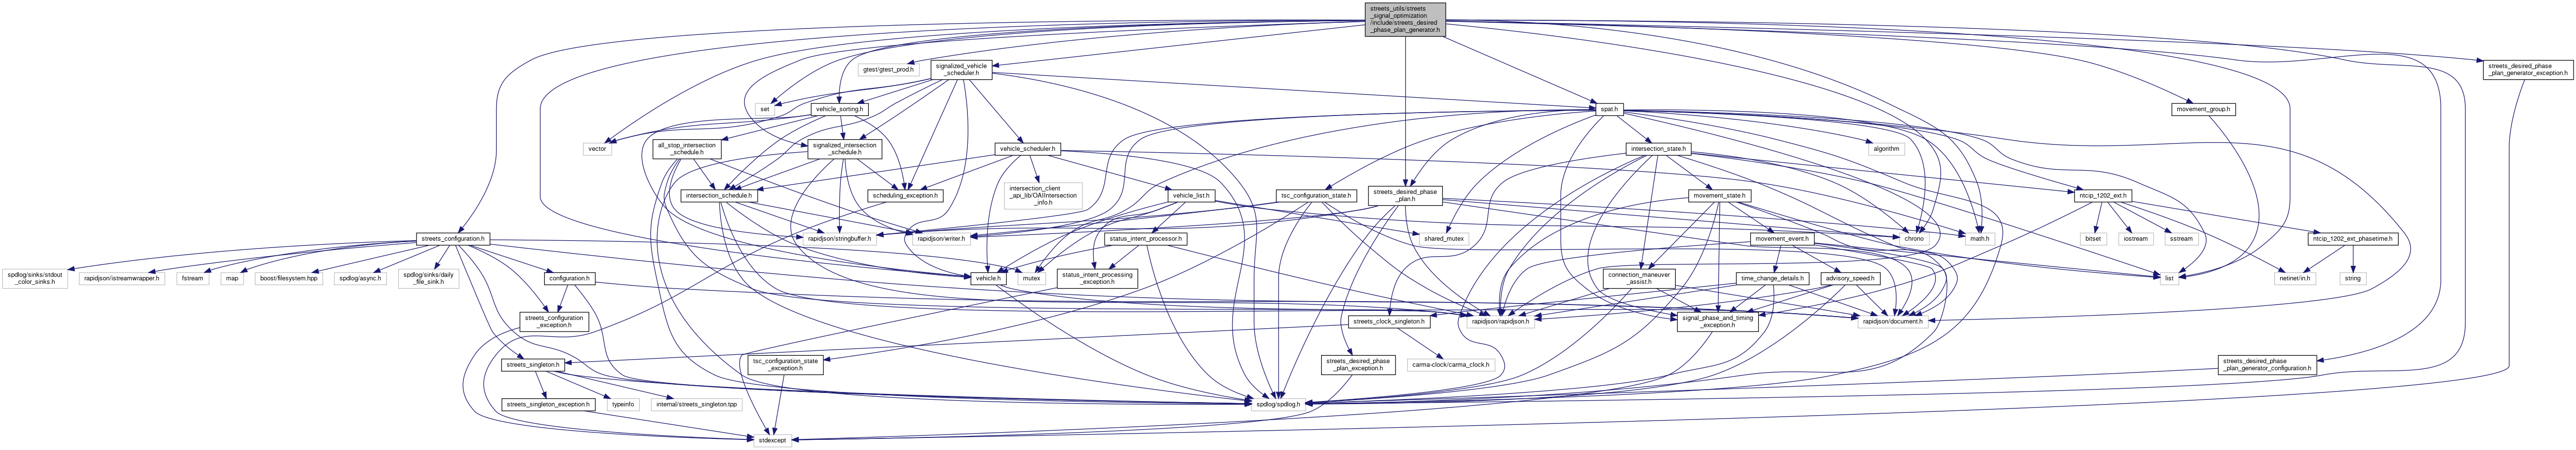 streets_utils/streets
_signal_optimization
/include/streets_desired
_phase_plan_generator.h
gtest/gtest_prod.h
signalized_vehicle
_scheduler.h
streets_desired_phase
_plan_generator_exception.h
set
vehicle_sorting.h
spat.h
movement_group.h
vector
all_stop_intersection
_schedule.h
signalized_intersection
_schedule.h
vehicle_scheduler.h
algorithm
intersection_state.h
intersection_schedule.h
scheduling_exception.h
intersection_client
_api_lib/OAIIntersection
_info.h
vehicle_list.h
tsc_configuration_state.h
streets_desired_phase
_plan.h
movement_state.h
ntcip_1202_ext.h
streets_configuration.h
rapidjson/stringbuffer.h
rapidjson/writer.h
status_intent_processor.h
shared_mutex
chrono
math.h
movement_event.h
bitset
iostream
sstream
ntcip_1202_ext_phasetime.h
spdlog/sinks/stdout
_color_sinks.h
rapidjson/istreamwrapper.h
fstream
map
boost/filesystem.hpp
spdlog/async.h
spdlog/sinks/daily
_file_sink.h
configuration.h
vehicle.h
mutex
status_intent_processing
_exception.h
connection_maneuver
_assist.h
time_change_details.h
advisory_speed.h
list
netinet/in.h
string
streets_configuration
_exception.h
streets_clock_singleton.h
rapidjson/rapidjson.h
signal_phase_and_timing
_exception.h
rapidjson/document.h
streets_singleton.h
tsc_configuration_state
_exception.h
streets_desired_phase
_plan_exception.h
carma-clock/carma_clock.h
streets_desired_phase
_plan_generator_configuration.h
streets_singleton_exception.h
typeinfo
internal/streets_singleton.tpp
spdlog/spdlog.h
stdexcept